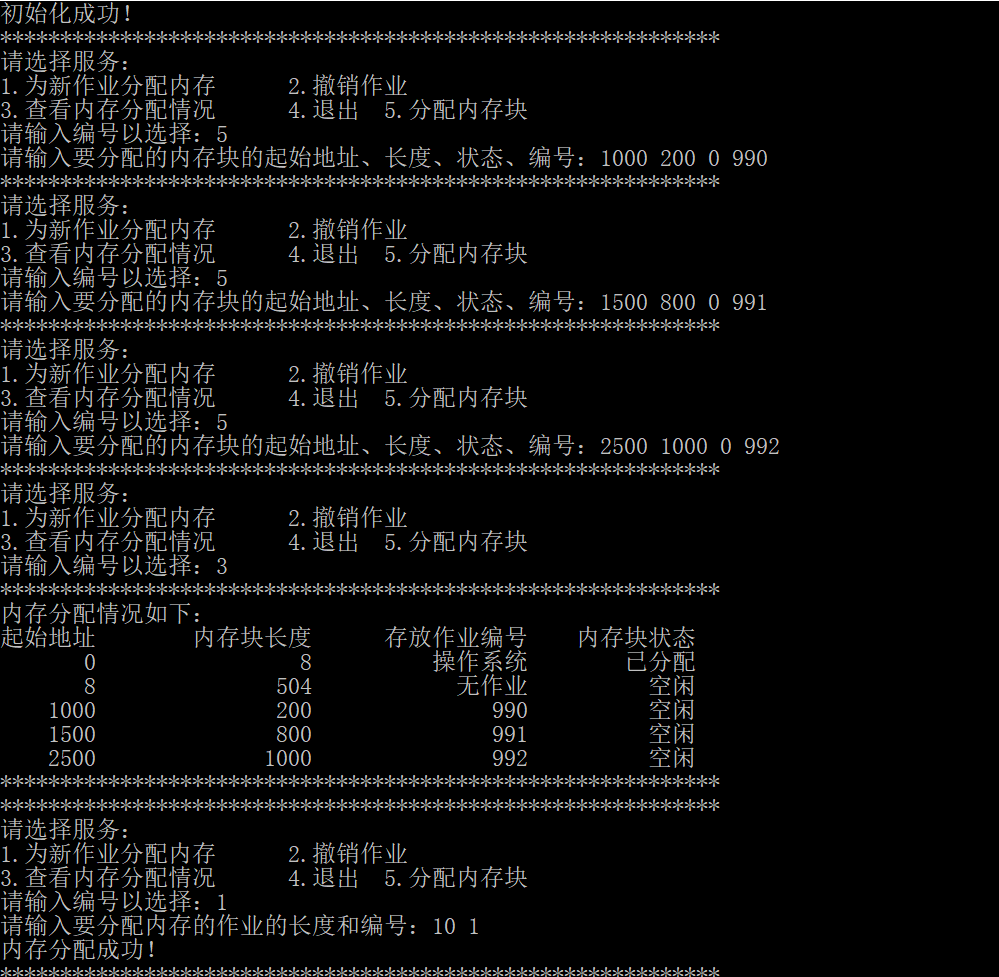 初始化成功!
************************************************************
请选择服务:
1.为新作业分配内存      2.撤销作业
3.查看内存分配情况      4.退出  5.分配内存块
请输入编号以选择: 5
请输入要分配的内存块的起始地址、长度、状态、编号: 1000 200 0 990
************************************************************
请选择服务:
1.为新作业分配内存      2.撤销作业
3.查看内存分配情况      4.退出  5.分配内存块
请输入编号以选择: 5
请输入要分配的内存块的起始地址、长度、状态、编号: 1500 800 0 991
************************************************************
请选择服务:
1.为新作业分配内存      2.撤销作业
3.查看内存分配情况      4.退出  5.分配内存块
请输入编号以选择: 5
请输入要分配的内存块的起始地址、长度、状态、编号: 2500 1000 0 992
************************************************************
请选择服务:
1.为新作业分配内存      2.撤销作业
3.查看内存分配情况      4.退出  5.分配内存块
请输入编号以选择: 3
************************************************************
内存分配情况如下:
起始地址        内存块长度      存放作业编号    内存块状态
       0                 8          操作系统        已分配
       8               504            无作业          空闲
    1000               200               990          空闲
    1500               800               991          空闲
    2500              1000               992          空闲
************************************************************
************************************************************
请选择服务:
1.为新作业分配内存      2.撤销作业
3.查看内存分配情况      4.退出  5.分配内存块
请输入编号以选择: 1
请输入要分配内存的作业的长度和编号: 10 1
内存分配成功!
************************************************************